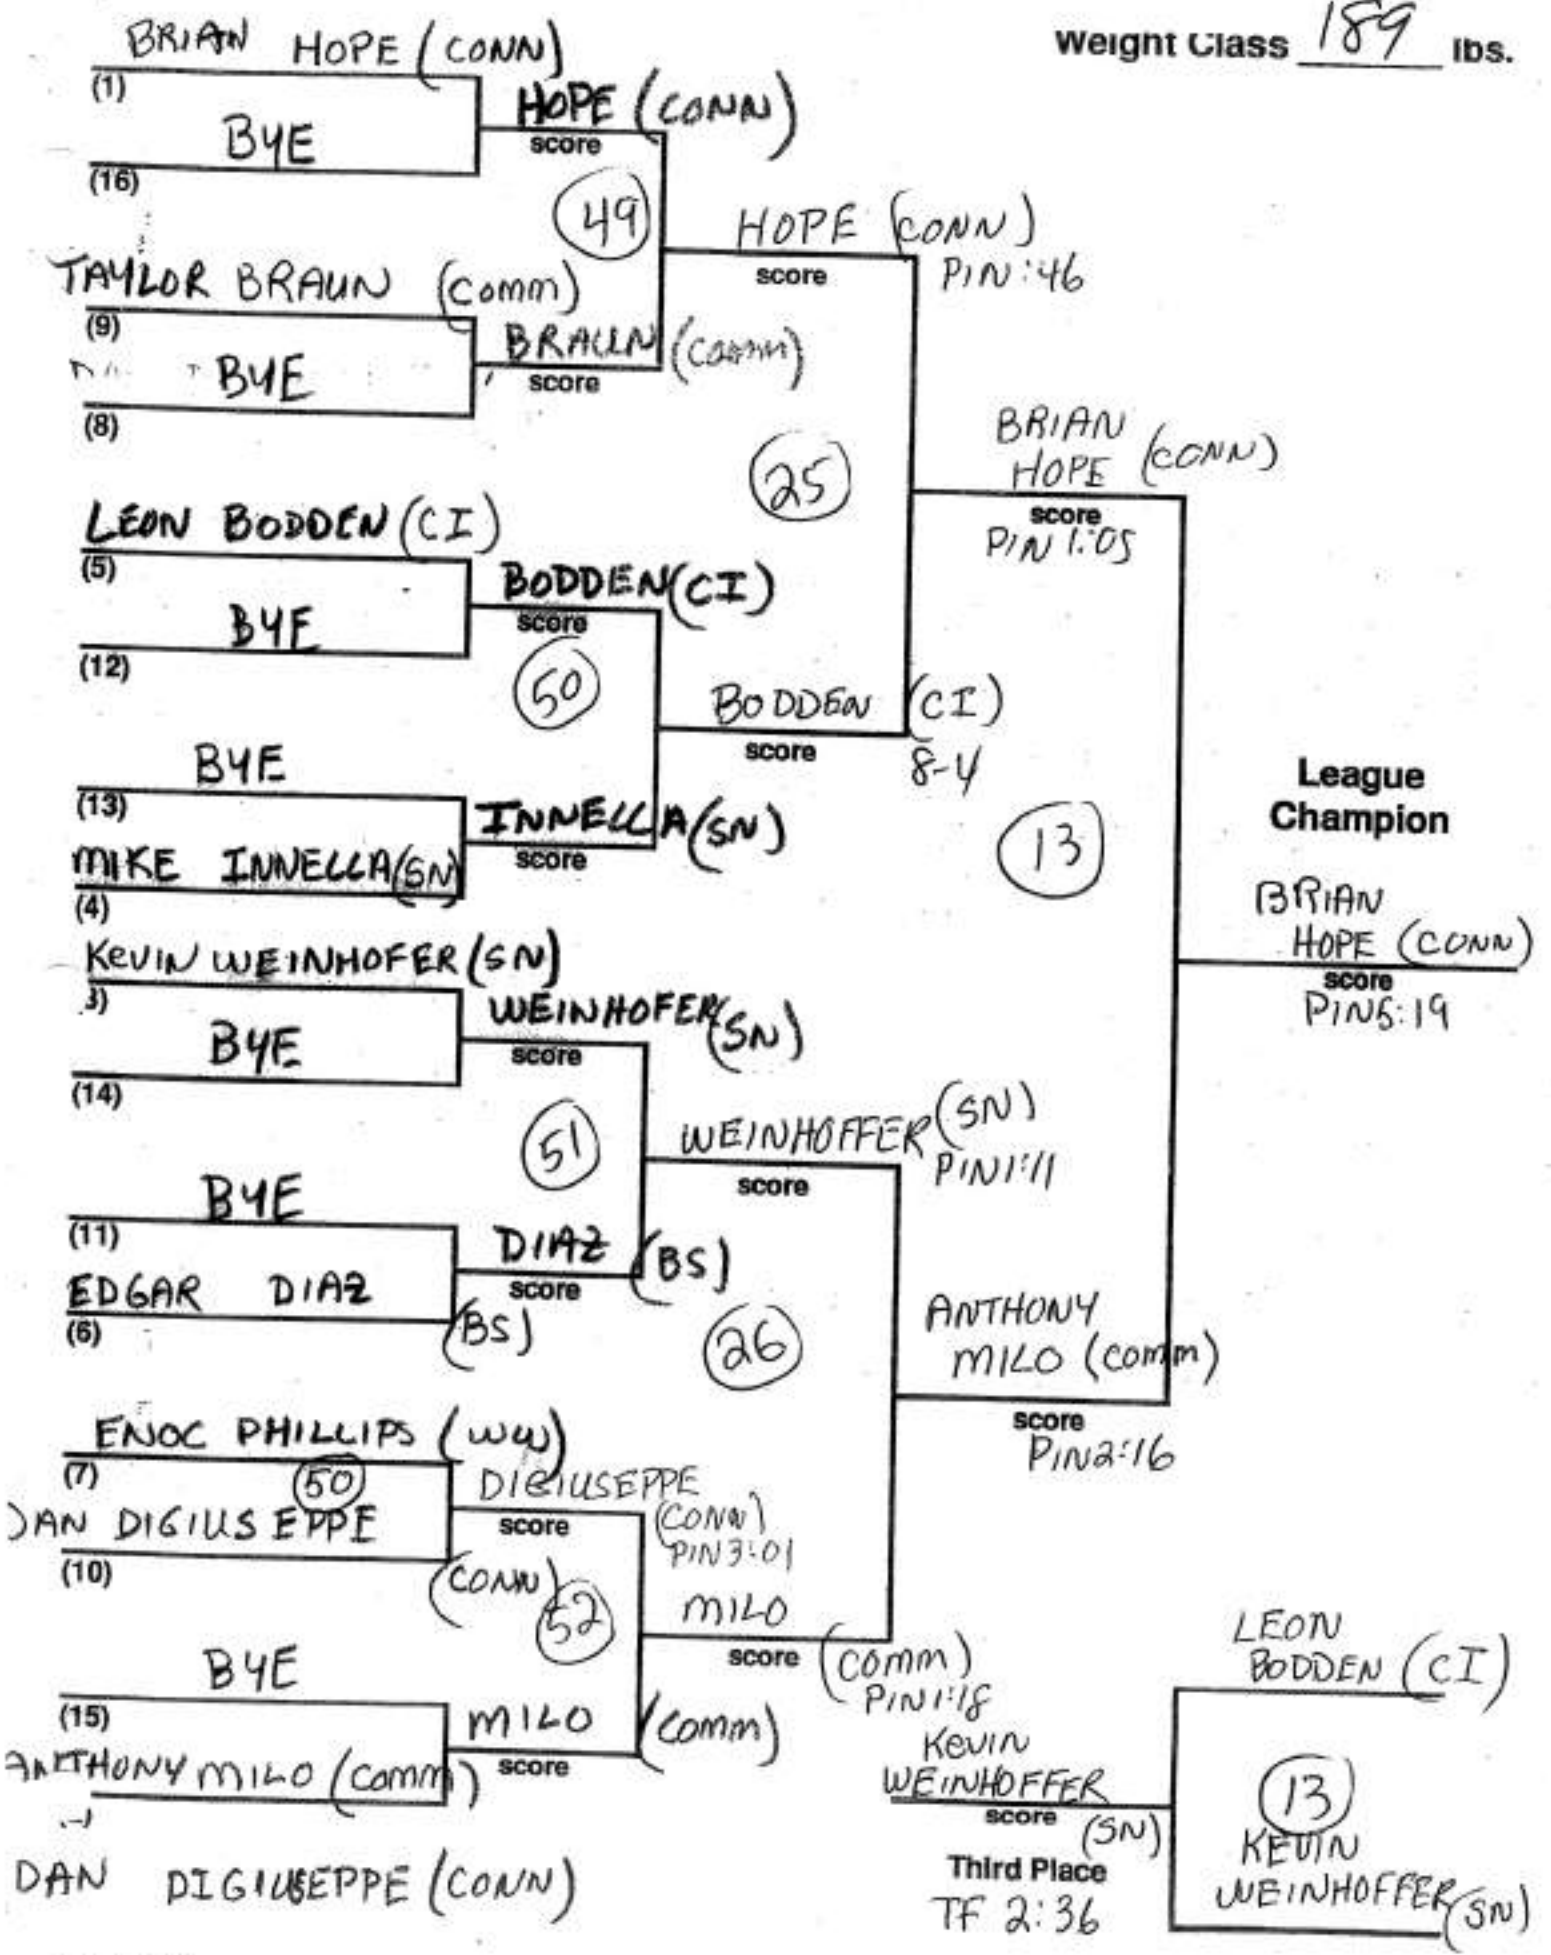 Weight Class 189 lbs.
BRIAN HOPE (CONN)
(1)
BYE
(16)
HOPE (CONN)
score
49
TAYLOR BRAUN (COMM)
(9)
BYE
(8)
BRAUN (COMM)
score
HOPE (CONN)
score
PIN :46
25
LEON BODDEN (CI)
(5)
BYE
(12)
BODDEN (CI)
score
50
BYE
(13)
MIKE INNELLA (SN)
(4)
INNELLA (SN)
score
BODDEN (CI)
score
8-4
BRIAN
HOPE (CONN)
score
PIN 1:05
13
KEVIN WEINHOFER (SN)
3)
BYE
(14)
WEINHOFER (SN)
score
51
BYE
(11)
EDGAR DIAZ
(BS)
(6)
DIAZ (BS)
score
WEINHOFFER (SN)
score
PIN 1:11
26
ENOC PHILLIPS (WW)
(7)
50
DAN DIGIUSEPPE
(CONN)
(10)
DIGIUSEPPE
score
(CONN)
PIN 3:01
52
BYE
(15)
ANTHONY MILO (COMM)
MILO (COMM)
score
MILO
score
(COMM)
PIN 1:18
ANTHONY
MILO (COMM)
score
PIN 2:16
League
Champion
BRIAN
HOPE (CONN)
score
PIN 5:19
LEON
BODDEN (CI)
13
KEVIN
WEINHOFFER (SN)
KEVIN
WEINHOFFER
score
(SN)
Third Place
TF 2:36
DAN DIGIUSEPPE (CONN)